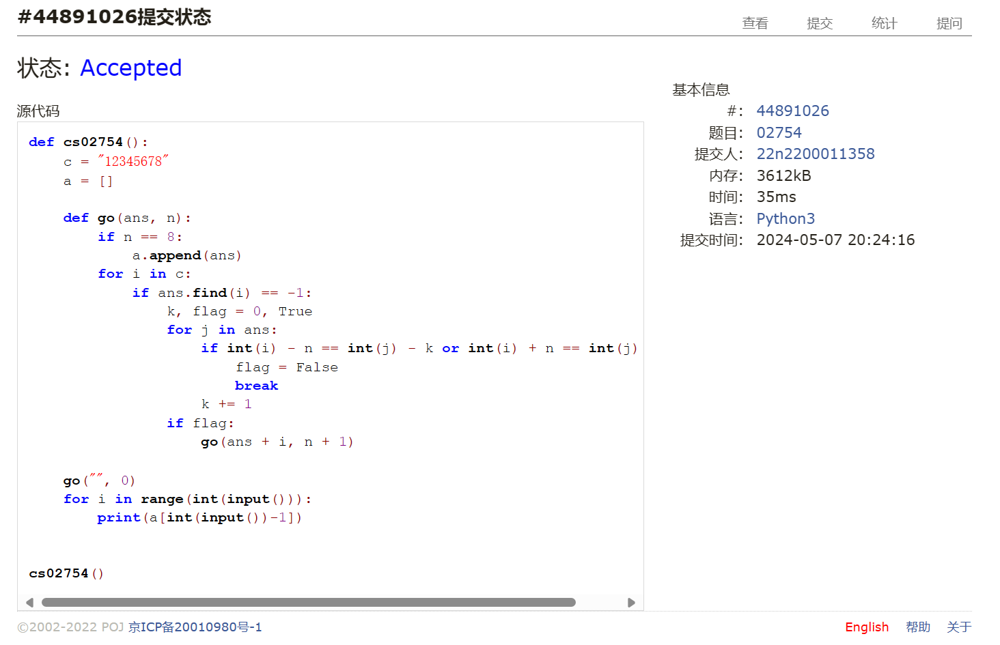 #44891026提交状态
查看 提交 统计 提问
状态: Accepted
源代码
def cs02754():
    c = "12345678"
    a = []

    def go(ans, n):
        if n == 8:
            a.append(ans)
        for i in c:
            if ans.find(i) == -1:
                k, flag = 0, True
                for j in ans:
                    if int(i) - n == int(j) - k or int(i) + n == int(j)
                        flag = False
                        break
                    k += 1
                if flag:
                    go(ans + i, n + 1)

    go("", 0)
    for i in range(int(input())):
        print(a[int(input())-1])


cs02754()
基本信息
#: 44891026
题目: 02754
提交人: 22n2200011358
内存: 3612kB
时间: 35ms
语言: Python3
提交时间: 2024-05-07 20:24:16
©2002-2022 POJ 京ICP备20010980号-1
English 帮助 关于